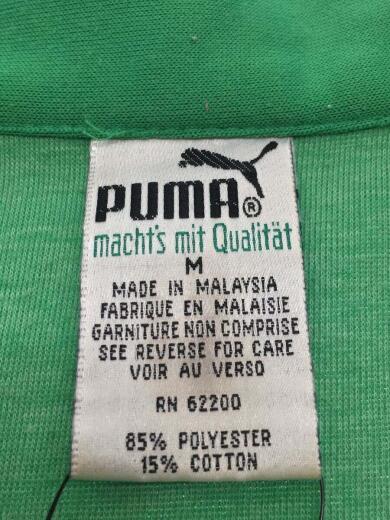 PUMA®
macht's mit Qualität
M
MADE IN MALAYSIA
FABRIQUE EN MALAISIE
GARNITURE NON COMPRISE
SEE REVERSE FOR CARE
VOIR AU VERSO
RN 62200
85% POLYESTER
15% COTTON